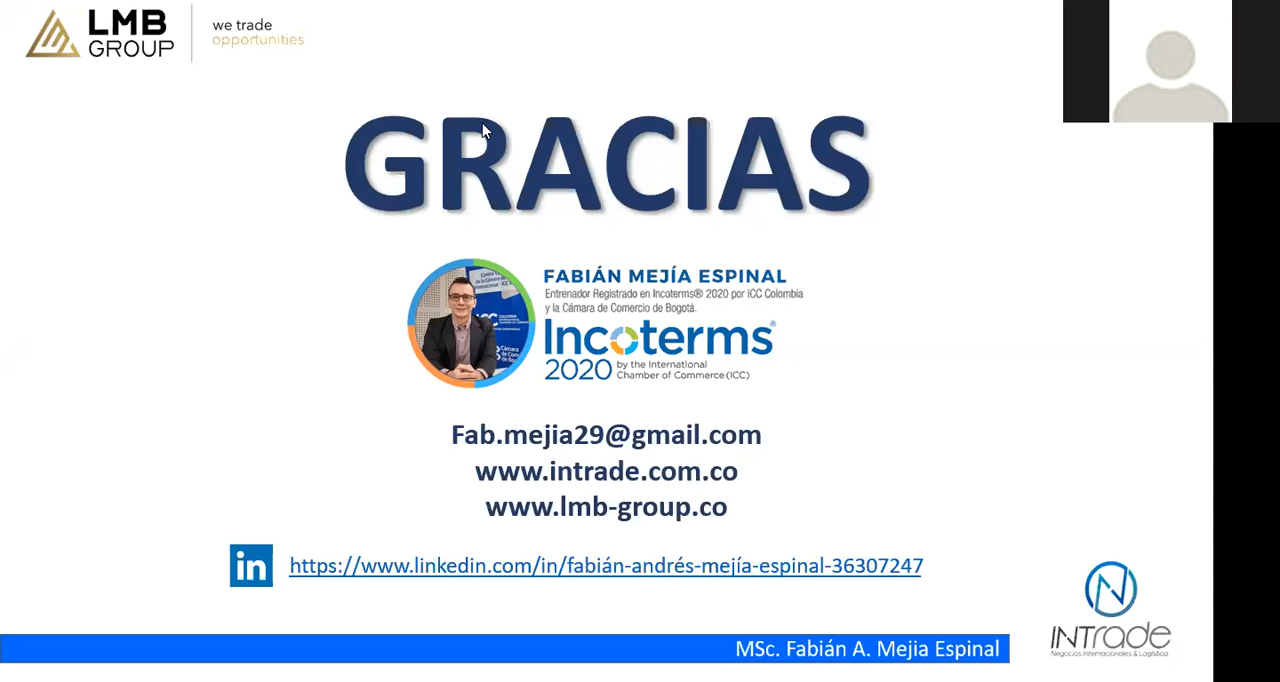 LMB
GROUP
we trade
opportunities
GRACIAS
FABIÁN MEJÍA ESPINAL
Entrenador Registrado en Incoterms® 2020 por ICC Colombia
y la Cámara de Comercio de Bogotá.
Incoterms®
2020 by the International
Chamber of Commerce (ICC)
Fab.mejia29@gmail.com
www.intrade.com.co
www.lmb-group.co
in https://www.linkedin.com/in/fabián-andrés-mejía-espinal-36307247
INTrade
Negocios Internacionales & Logística
MSc. Fabián A. Mejia Espinal